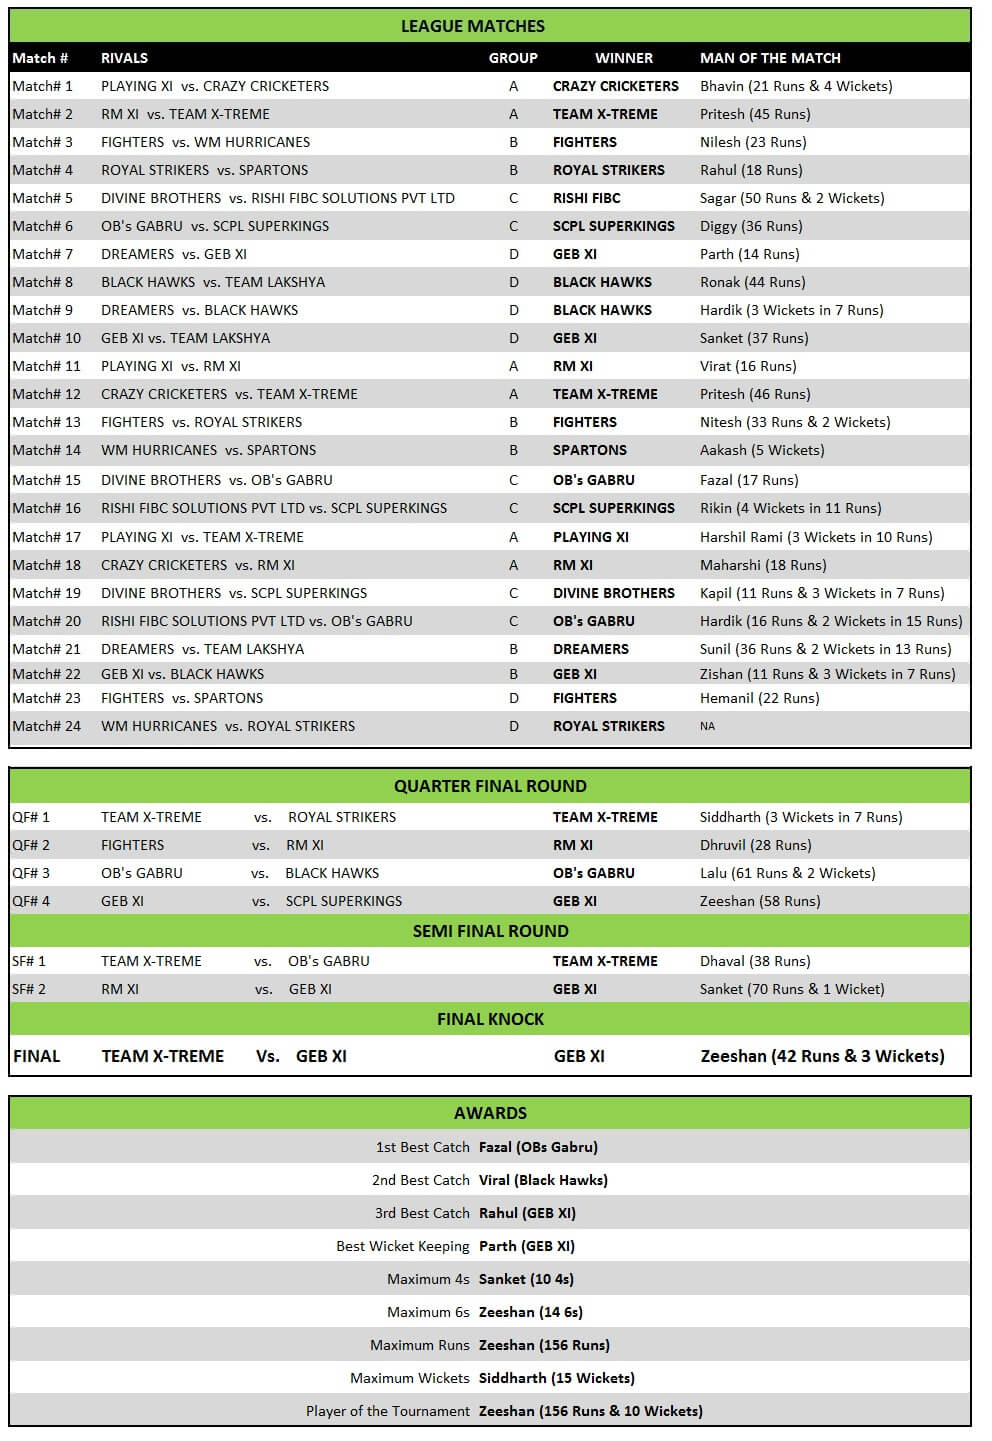 LEAGUE MATCHES
Match # RIVALS GROUP WINNER MAN OF THE MATCH
Match# 1 PLAYING XI vs. CRAZY CRICKETERS A CRAZY CRICKETERS Bhavin (21 Runs & 4 Wickets)
Match# 2 RM XI vs. TEAM X-TREME A TEAM X-TREME Pritesh (45 Runs)
Match# 3 FIGHTERS vs. WM HURRICANES B FIGHTERS Nilesh (23 Runs)
Match# 4 ROYAL STRIKERS vs. SPARTONS B ROYAL STRIKERS Rahul (18 Runs)
Match# 5 DIVINE BROTHERS vs. RISHI FIBC SOLUTIONS PVT LTD C RISHI FIBC Sagar (50 Runs & 2 Wickets)
Match# 6 OB's GABRU vs. SCPL SUPERKINGS C SCPL SUPERKINGS Diggy (36 Runs)
Match# 7 DREAMERS vs. GEB XI D GEB XI Parth (14 Runs)
Match# 8 BLACK HAWKS vs. TEAM LAKSHYA D BLACK HAWKS Ronak (44 Runs)
Match# 9 DREAMERS vs. BLACK HAWKS D BLACK HAWKS Hardik (3 Wickets in 7 Runs)
Match# 10 GEB XI vs. TEAM LAKSHYA D GEB XI Sanket (37 Runs)
Match# 11 PLAYING XI vs. RM XI A RM XI Virat (16 Runs)
Match# 12 CRAZY CRICKETERS vs. TEAM X-TREME A TEAM X-TREME Pritesh (46 Runs)
Match# 13 FIGHTERS vs. ROYAL STRIKERS B FIGHTERS Nitesh (33 Runs & 2 Wickets)
Match# 14 WM HURRICANES vs. SPARTONS B SPARTONS Aakash (5 Wickets)
Match# 15 DIVINE BROTHERS vs. OB's GABRU C OB's GABRU Fazal (17 Runs)
Match# 16 RISHI FIBC SOLUTIONS PVT LTD vs. SCPL SUPERKINGS C SCPL SUPERKINGS Rikin (4 Wickets in 11 Runs)
Match# 17 PLAYING XI vs. TEAM X-TREME A PLAYING XI Harshil Rami (3 Wickets in 10 Runs)
Match# 18 CRAZY CRICKETERS vs. RM XI A RM XI Maharshi (18 Runs)
Match# 19 DIVINE BROTHERS vs. SCPL SUPERKINGS C DIVINE BROTHERS Kapil (11 Runs & 3 Wickets in 7 Runs)
Match# 20 RISHI FIBC SOLUTIONS PVT LTD vs. OB's GABRU C OB's GABRU Hardik (16 Runs & 2 Wickets in 15 Runs)
Match# 21 DREAMERS vs. TEAM LAKSHYA B DREAMERS Sunil (36 Runs & 2 Wickets in 13 Runs)
Match# 22 GEB XI vs. BLACK HAWKS B GEB XI Zishan (11 Runs & 3 Wickets in 7 Runs)
Match# 23 FIGHTERS vs. SPARTONS D FIGHTERS Hemanil (22 Runs)
Match# 24 WM HURRICANES vs. ROYAL STRIKERS D ROYAL STRIKERS NA
QUARTER FINAL ROUND
QF# 1 TEAM X-TREME vs. ROYAL STRIKERS TEAM X-TREME Siddharth (3 Wickets in 7 Runs)
QF# 2 FIGHTERS vs. RM XI RM XI Dhruvil (28 Runs)
QF# 3 OB's GABRU vs. BLACK HAWKS OB's GABRU Lalu (61 Runs & 2 Wickets)
QF# 4 GEB XI vs. SCPL SUPERKINGS GEB XI Zeeshan (58 Runs)
SEMI FINAL ROUND
SF# 1 TEAM X-TREME vs. OB's GABRU TEAM X-TREME Dhaval (38 Runs)
SF# 2 RM XI vs. GEB XI GEB XI Sanket (70 Runs & 1 Wicket)
FINAL KNOCK
FINAL TEAM X-TREME Vs. GEB XI GEB XI Zeeshan (42 Runs & 3 Wickets)
AWARDS
1st Best Catch Fazal (OBs Gabru)
2nd Best Catch Viral (Black Hawks)
3rd Best Catch Rahul (GEB XI)
Best Wicket Keeping Parth (GEB XI)
Maximum 4s Sanket (10 4s)
Maximum 6s Zeeshan (14 6s)
Maximum Runs Zeeshan (156 Runs)
Maximum Wickets Siddharth (15 Wickets)
Player of the Tournament Zeeshan (156 Runs & 10 Wickets)